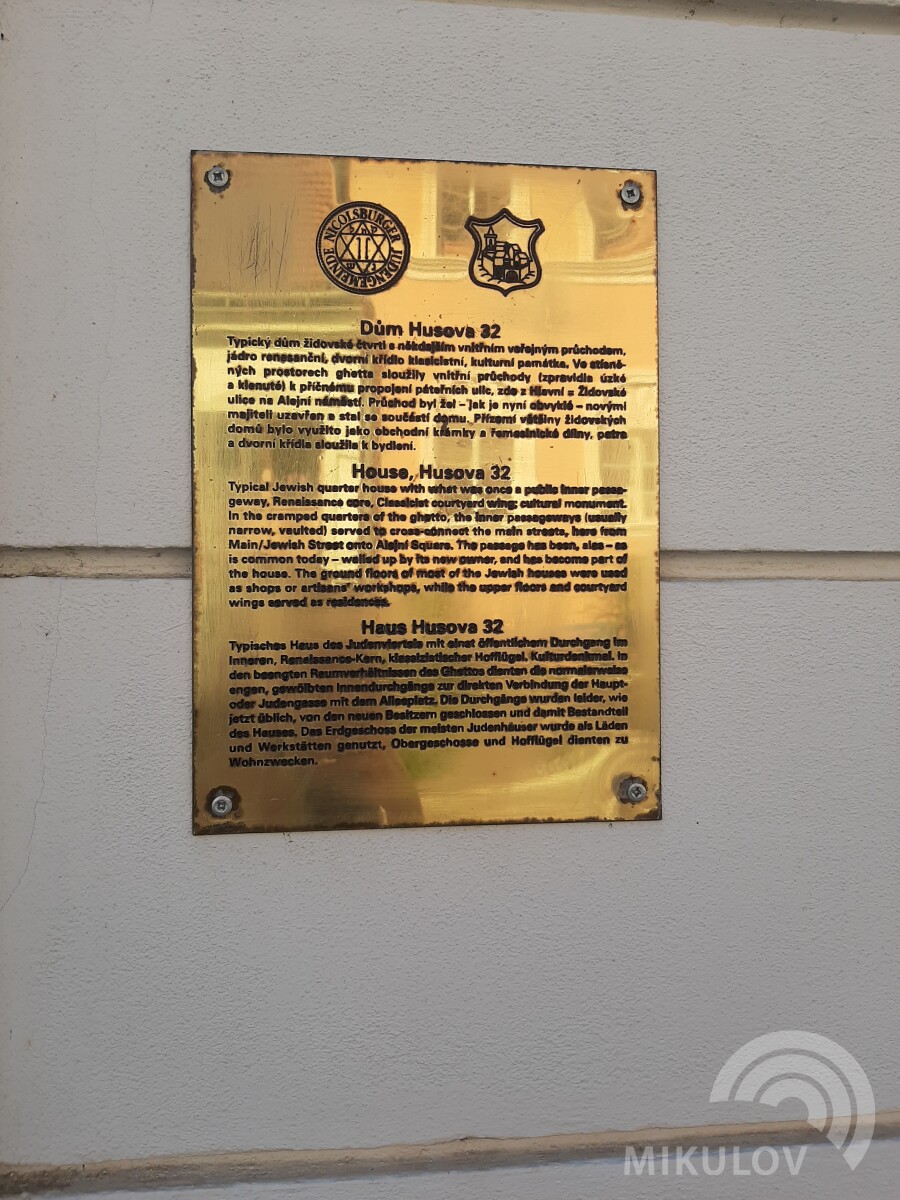 NICOLSBURGER JUDENGEMEINDE
Dům Husova 32
Typický dům židovské čtvrti s někdejším vnitřním veřejným průchodem,
jádro renesanční, dvorní křídlo klasicistní, kulturní památka. Ve stísně-
ných prostorech ghetta sloužily vnitřní průchody (zpravidla úzké
a klenuté) k příčnému propojení páteřních ulic, zde z Hlavní = Židovské
ulice na Alejní náměstí. Průchod byl žel – jak je nyní obvyklé – novými
majiteli uzavřen a stal se součástí domu. Přízemí většiny židovských
domů bylo využito jako obchodní krámky a řemeslnické dílny, patra
a dvorní křídla sloužila k bydlení.
House, Husova 32
Typical Jewish quarter house with what was once a public inner passa-
geway, Renaissance core, Classicist courtyard wing; cultural monument.
In the cramped quarters of the ghetto, the inner passageways (usually
narrow, vaulted) served to cross-connect the main streets, here from
Main/Jewish Street onto Alejní Square. The passage has been, alas – as
is common today – walled up by its new owner, and has become part of
the house. The ground floors of most of the Jewish houses were used
as shops or artisans' workshops, while the upper floors and courtyard
wings served as residences.
Haus Husova 32
Typisches Haus des Judenviertels mit einst öffentlichem Durchgang im
Inneren, Renaissance-Kern, klassizistischer Hofflügel. Kulturdenkmal. In
den beengten Raumverhältnissen des Ghettos dienten die normalerweise
engen, gewölbten Innendurchgänge zur direkten Verbindung der Haupt-
oder Judengasse mit dem Alleeplatz. Die Durchgänge wurden leider, wie
jetzt üblich, von den neuen Besitzern geschlossen und damit Bestandteil
des Hauses. Das Erdgeschoss der meisten Judenhäuser wurde als Läden
und Werkstätten genutzt, Obergeschosse und Hofflügel dienten zu
Wohnzwecken.
MIKULOV